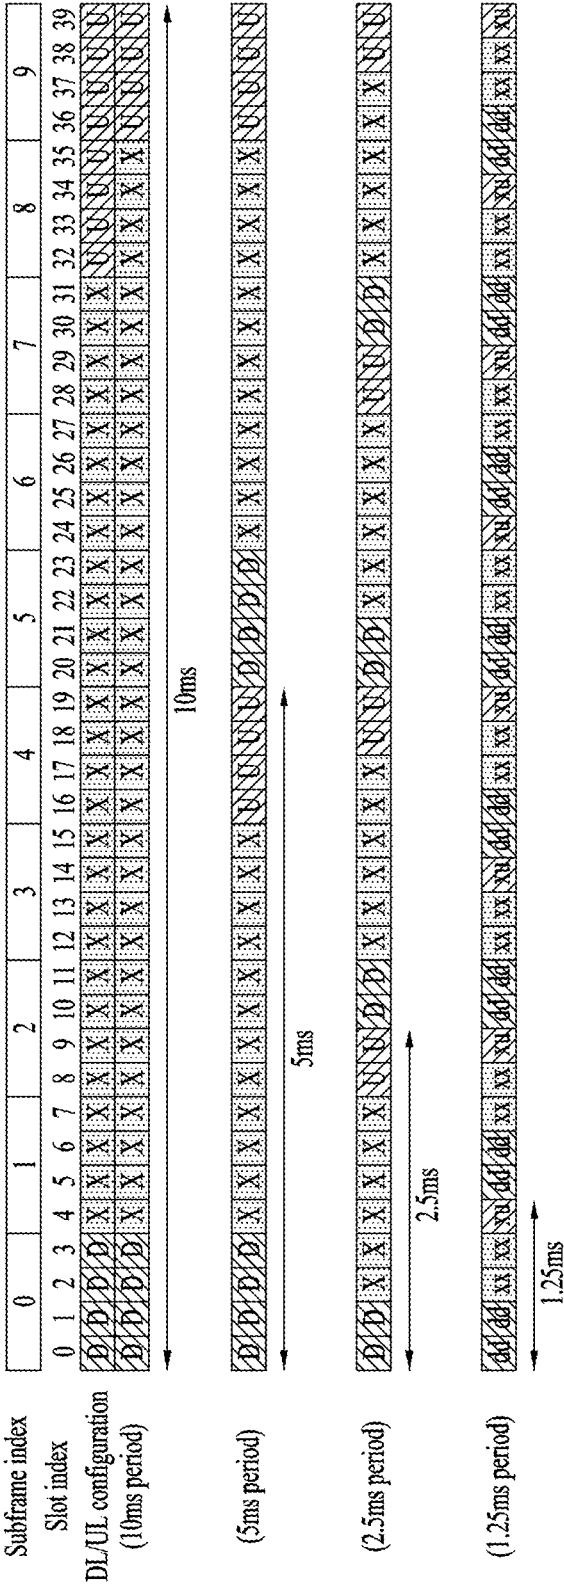 Subframe index 0 1 2 3 4 5 6 7 8 9
Slot index 0 1 2 3 4 5 6 7 8 9 10 11 12 13 14 15 16 17 18 19 20 21 22 23 24 25 26 27 28 29 30 31 32 33 34 35 36 37 38 39
DL/UL configuration D D D D X X X X X X X X X X X X X X X X X X X X X X X X X X X X U U U U U U U U
(10ms period) D D D D X X X X X X X X X X X X X X X X X X X X X X X X X X X X X X X X U U U U
10ms
(5ms period) D D D D X X X X X X X X X X X X U U U U D D D D X X X X X X X X X X X X U U U U
5ms
(2.5ms period) D D X X X X X X U U D D X X X X X X U U D D X X X X X X U U D D X X X X X X U U
2.5ms
(1.25ms period) dd dd xx xx xu dd dd xx xx xu dd dd xx xx xu dd dd xx xx xu dd dd xx xx xu dd dd xx xx xu dd dd xx xx xu dd dd xx xx xu
1.25ms